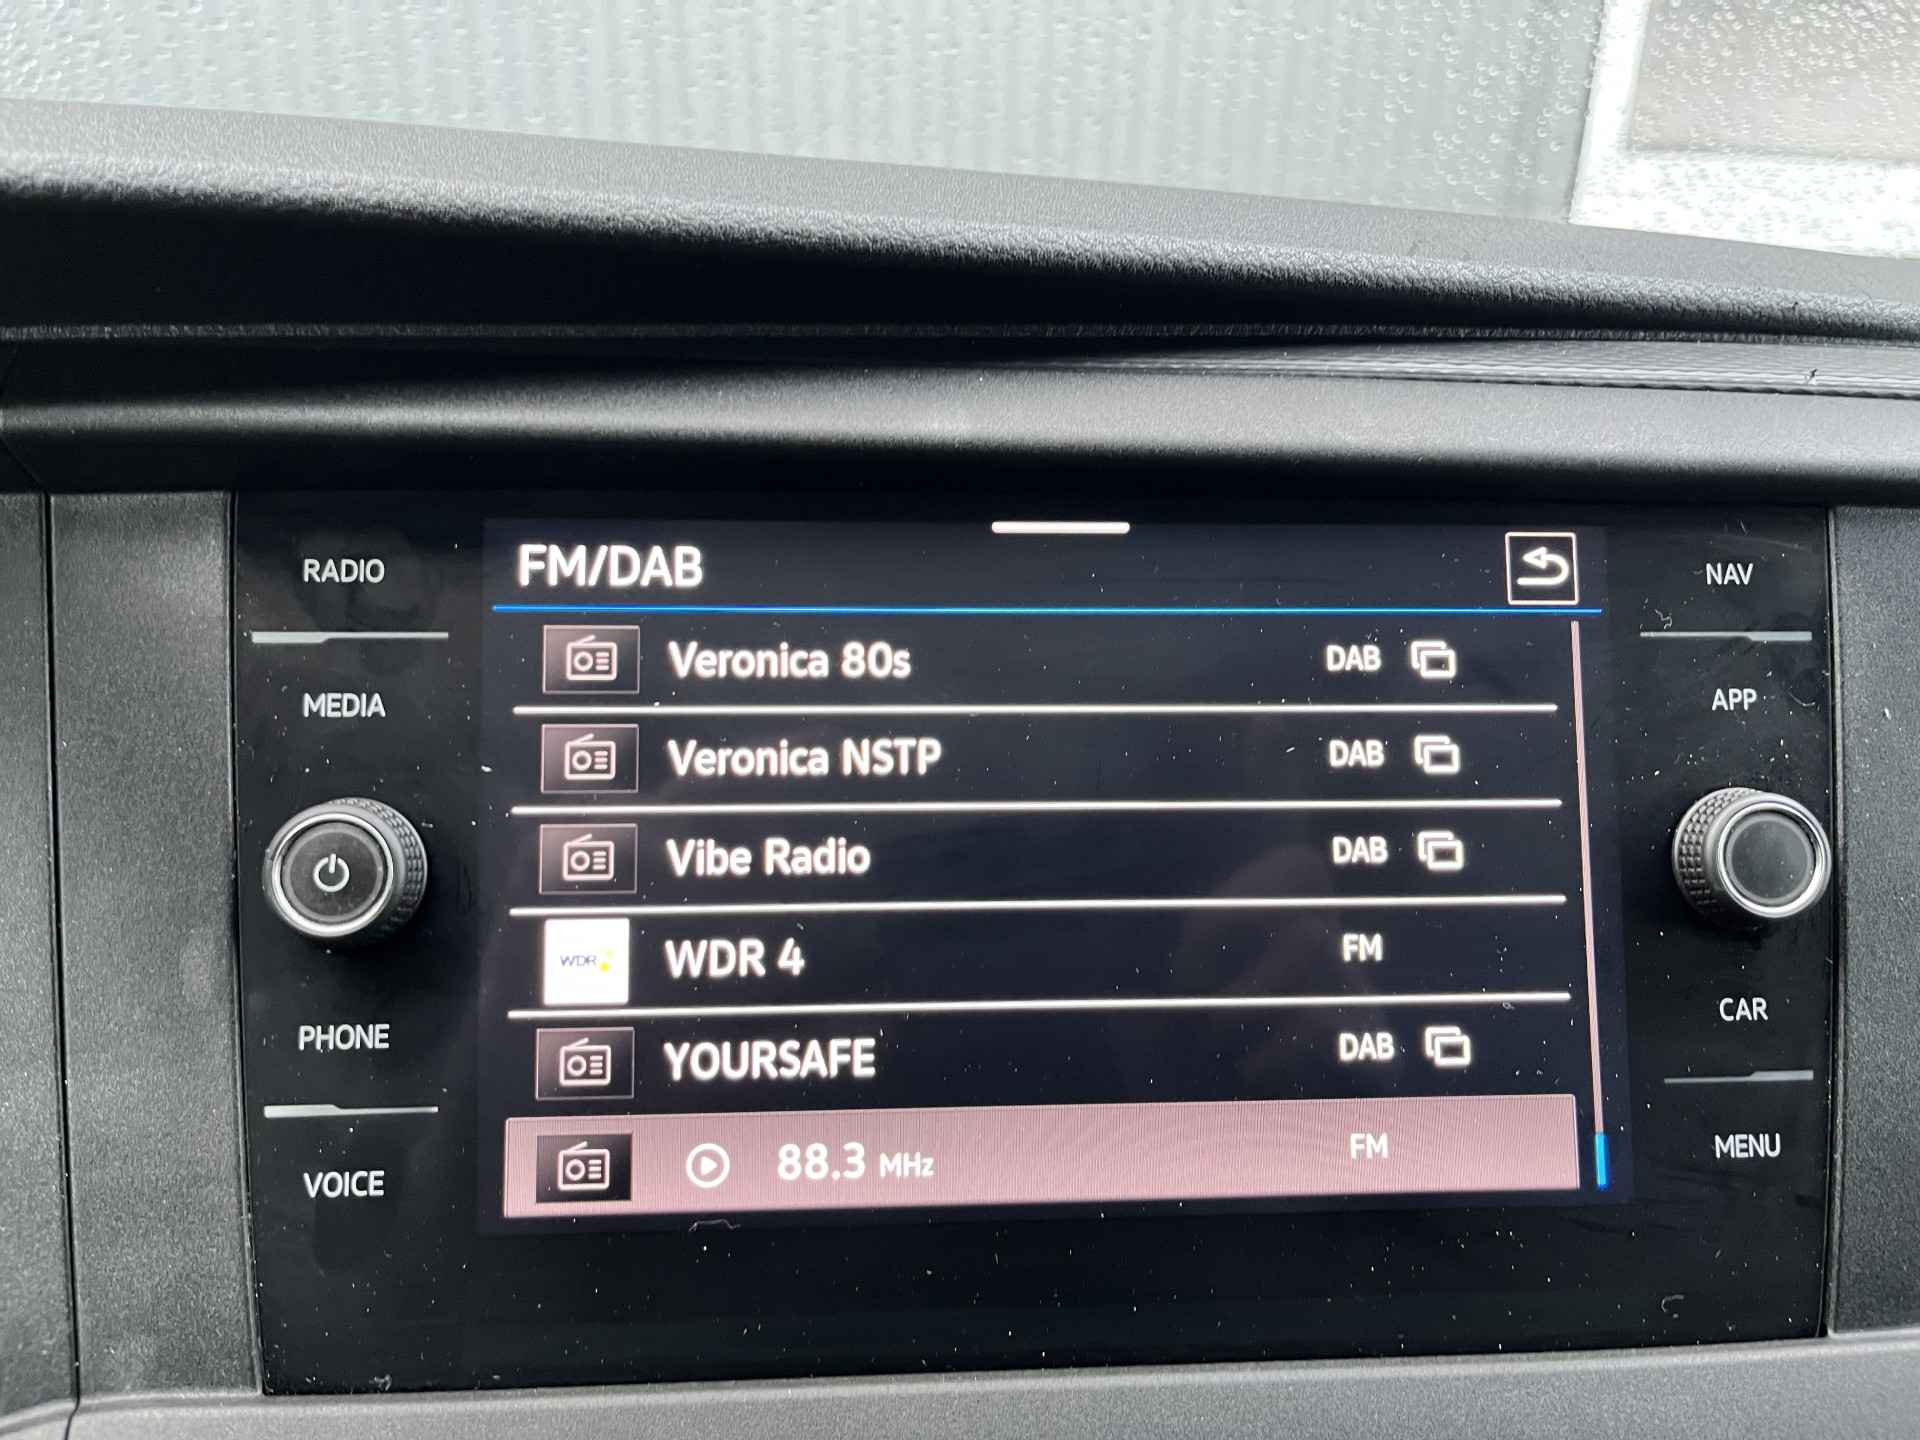 RADIO
MEDIA
PHONE
VOICE
FM/DAB
Veronica 80s DAB
Veronica NSTP DAB
Vibe Radio DAB
WDR WDR 4 FM
YOURSAFE DAB
88.3 MHz FM
NAV
APP
CAR
MENU